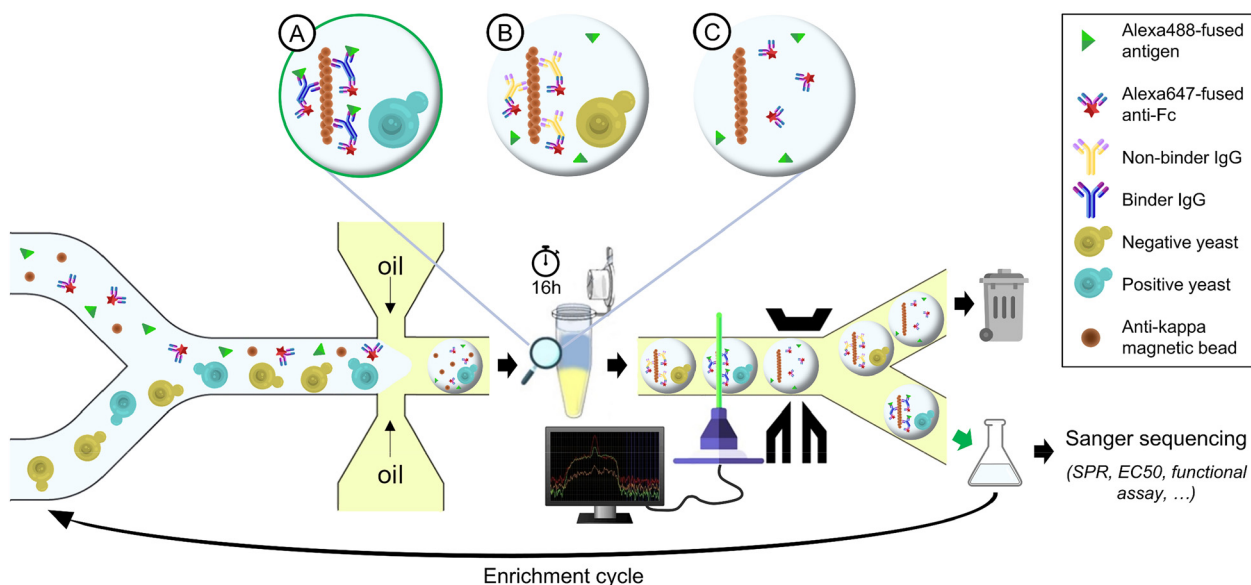 A
B
C
Alexa488-fused
antigen
Alexa647-fused
anti-Fc
Non-binder IgG
Binder IgG
Negative yeast
Positive yeast
Anti-kappa
magnetic bead
oil
16h
oil
Sanger sequencing
(SPR, EC50, functional
assay, ...)
Enrichment cycle